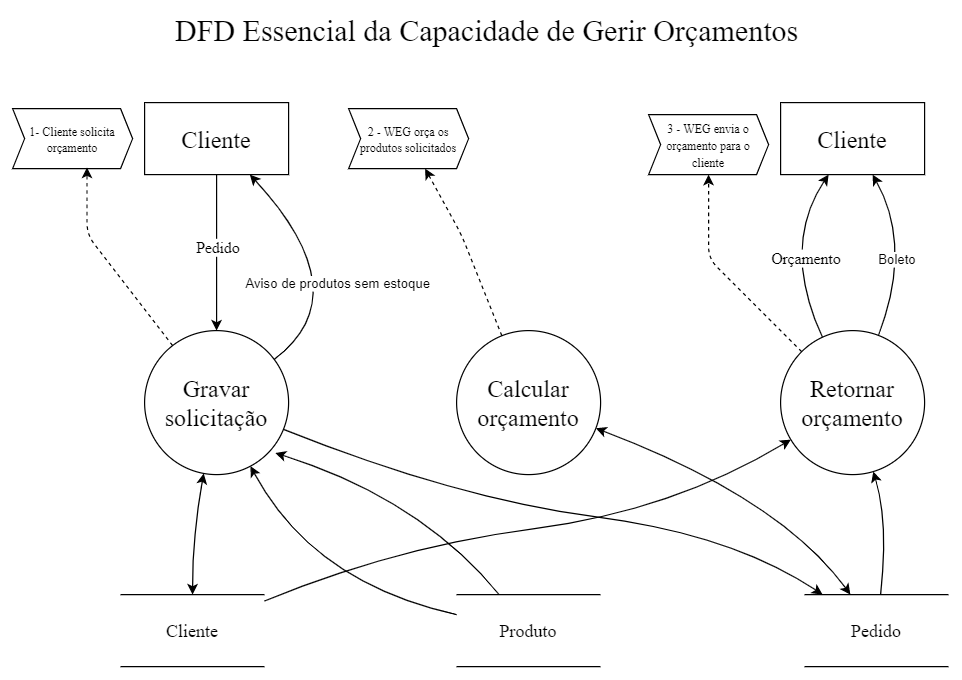 DFD Essencial da Capacidade de Gerir Orçamentos
1- Cliente solicita
orçamento
Cliente
2 - WEG orça os
produtos solicitados
3 - WEG envia o
orçamento para o
cliente
Cliente
Pedido
Aviso de produtos sem estoque
Orçamento
Boleto
Gravar
solicitação
Calcular
orçamento
Retornar
orçamento
Cliente
Produto
Pedido